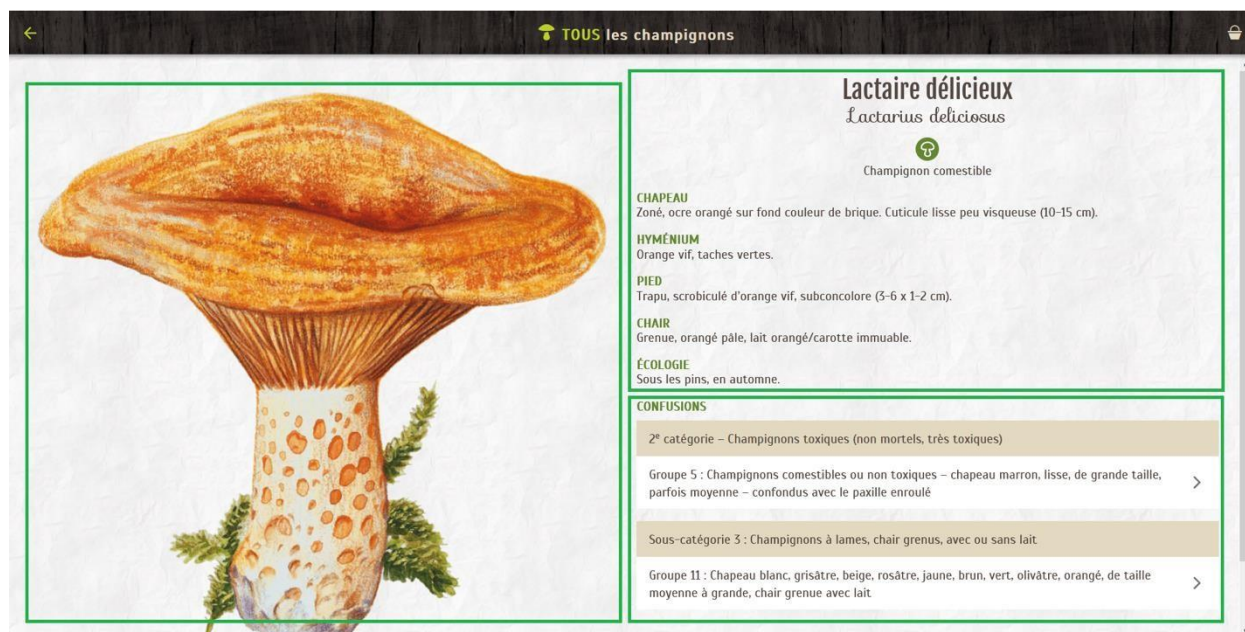 TOUS les champignons
Lactaire délicieux
Lactarius deliciosus
Champignon comestible
CHAPEAU
Zoné, ocre orangé sur fond couleur de brique. Cuticule lisse peu visqueuse (10-15 cm).
HYMÉNIUM
Orange vif, taches vertes.
PIED
Trapu, scrobiculé d'orange vif, subconcolore (3-6 x 1-2 cm).
CHAIR
Grenue, orangé pâle, lait orangé/carotte immuable.
ÉCOLOGIE
Sous les pins, en automne.
CONFUSIONS
2e catégorie – Champignons toxiques (non mortels, très toxiques)
Groupe 5 : Champignons comestibles ou non toxiques – chapeau marron, lisse, de grande taille,
parfois moyenne – confondus avec le paxille enroulé
Sous-catégorie 3 : Champignons à lames, chair grenus, avec ou sans lait
Groupe 11 : Chapeau blanc, grisâtre, beige, rosâtre, jaune, brun, vert, olivâtre, orangé, de taille
moyenne à grande, chair grenue avec lait